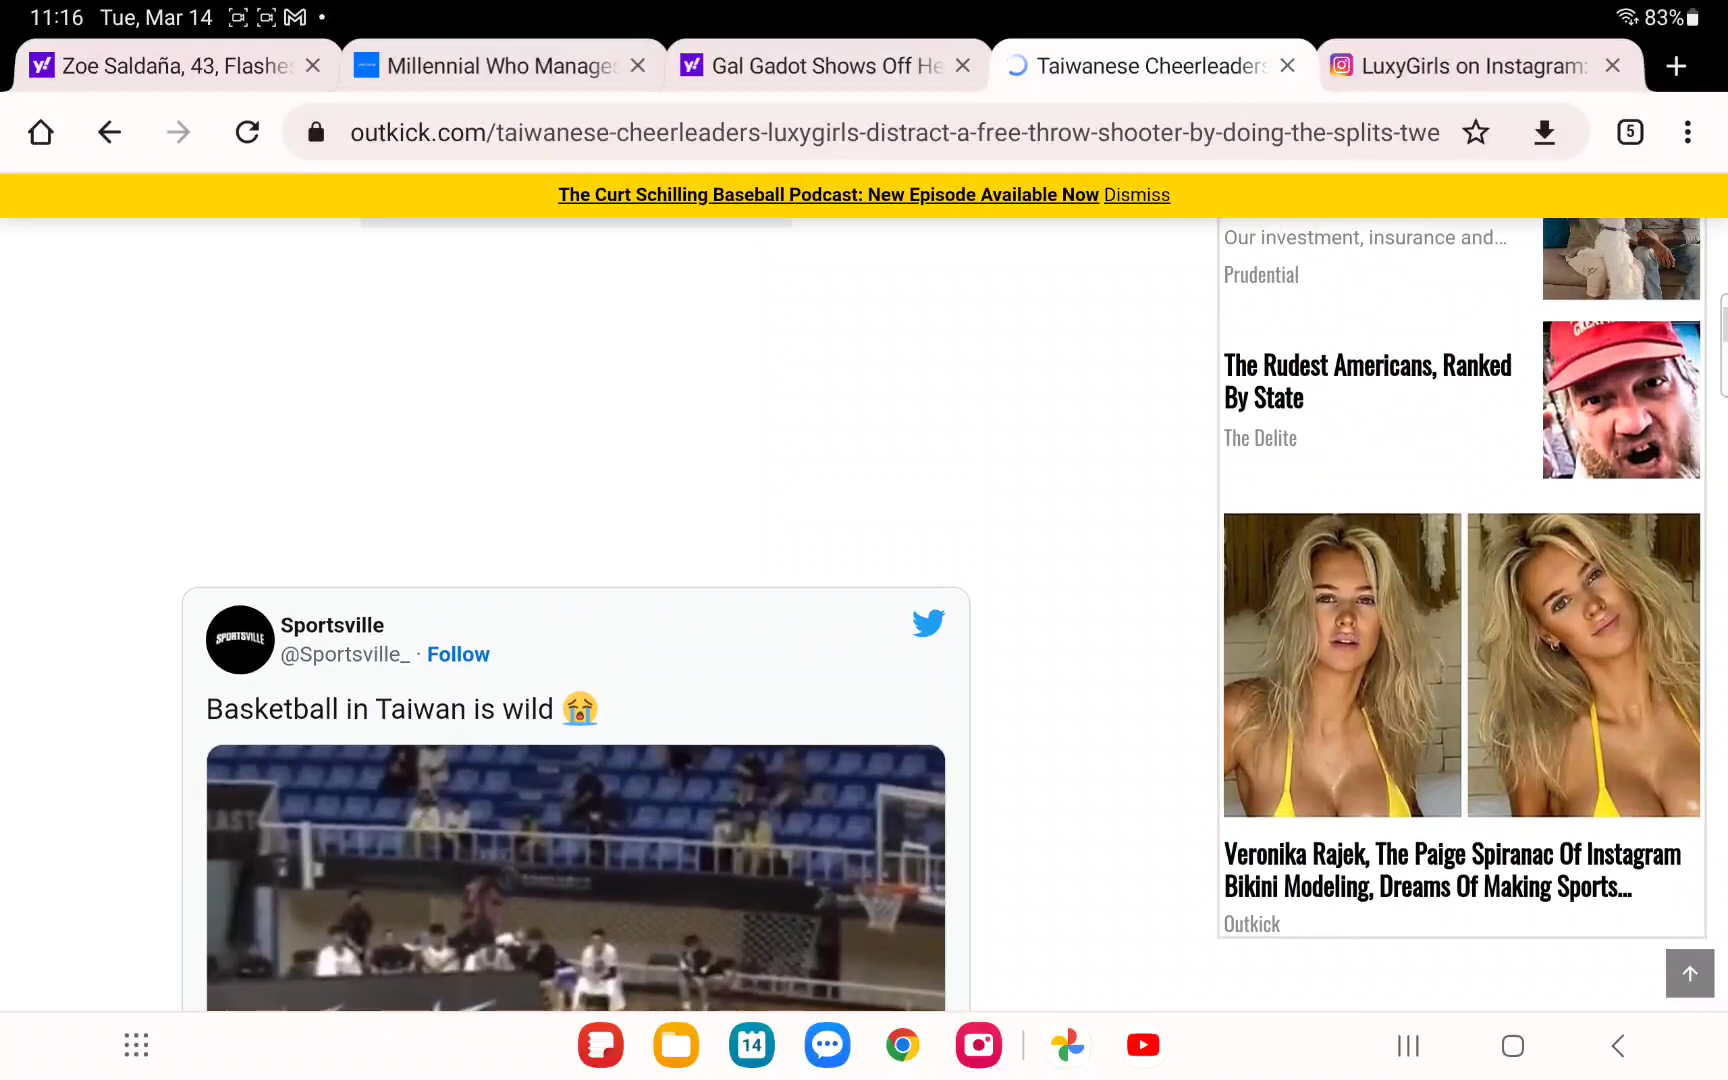 11:16 Tue, Mar 14
83%
Zoe Saldaña, 43, Flashe
Millennial Who Manages
Gal Gadot Shows Off He
Taiwanese Cheerleaders
LuxyGirls on Instagram:
outkick.com/taiwanese-cheerleaders-luxygirls-distract-a-free-throw-shooter-by-doing-the-splits-twe
5
The Curt Schilling Baseball Podcast: New Episode Available Now Dismiss
Our investment, insurance and...
Prudential
The Rudest Americans, Ranked
By State
The Delite
Sportsville
@Sportsville_ · Follow
SPORTSVILLE
Basketball in Taiwan is wild 😭
EAST
Veronika Rajek, The Paige Spiranac Of Instagram
Bikini Modeling, Dreams Of Making Sports...
Outkick
14